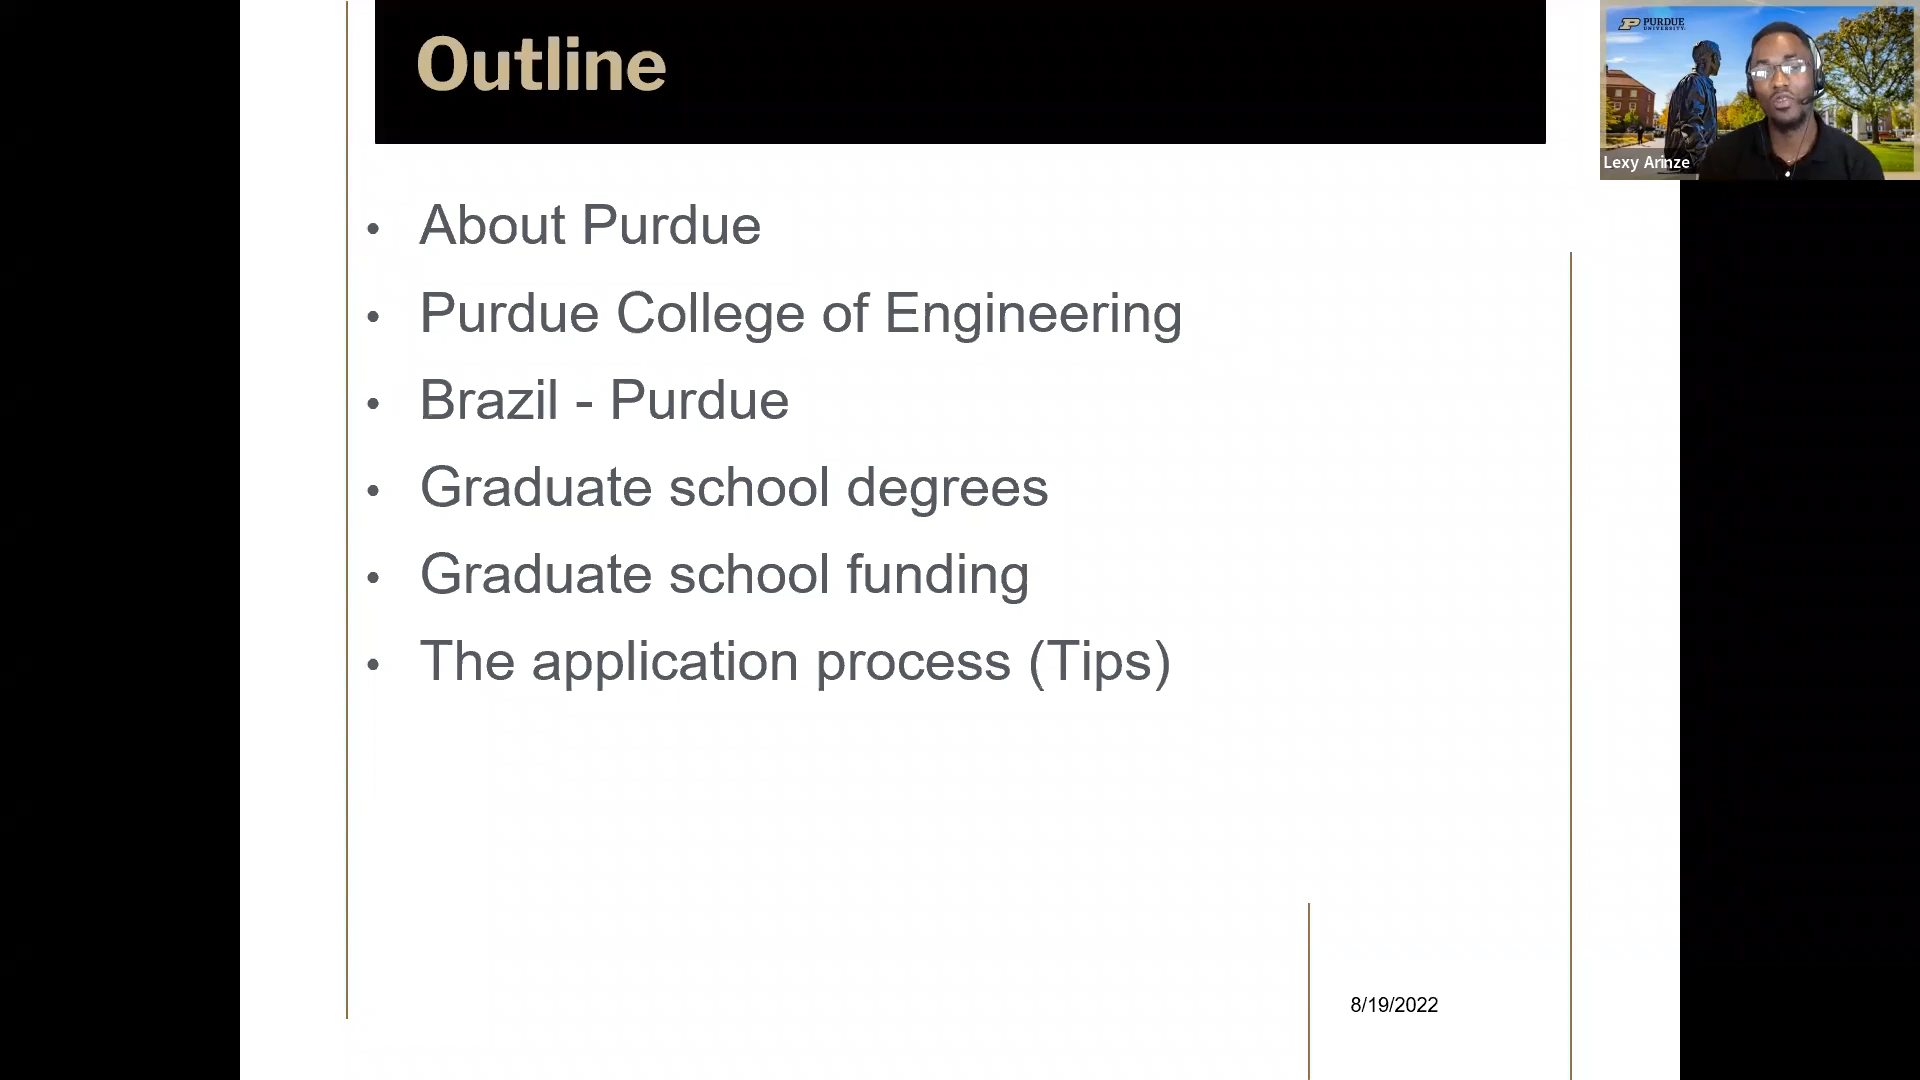 Outline
PURDUE
UNIVERSITY.
Lexy Arinze
• About Purdue
• Purdue College of Engineering
• Brazil - Purdue
• Graduate school degrees
• Graduate school funding
• The application process (Tips)
8/19/2022